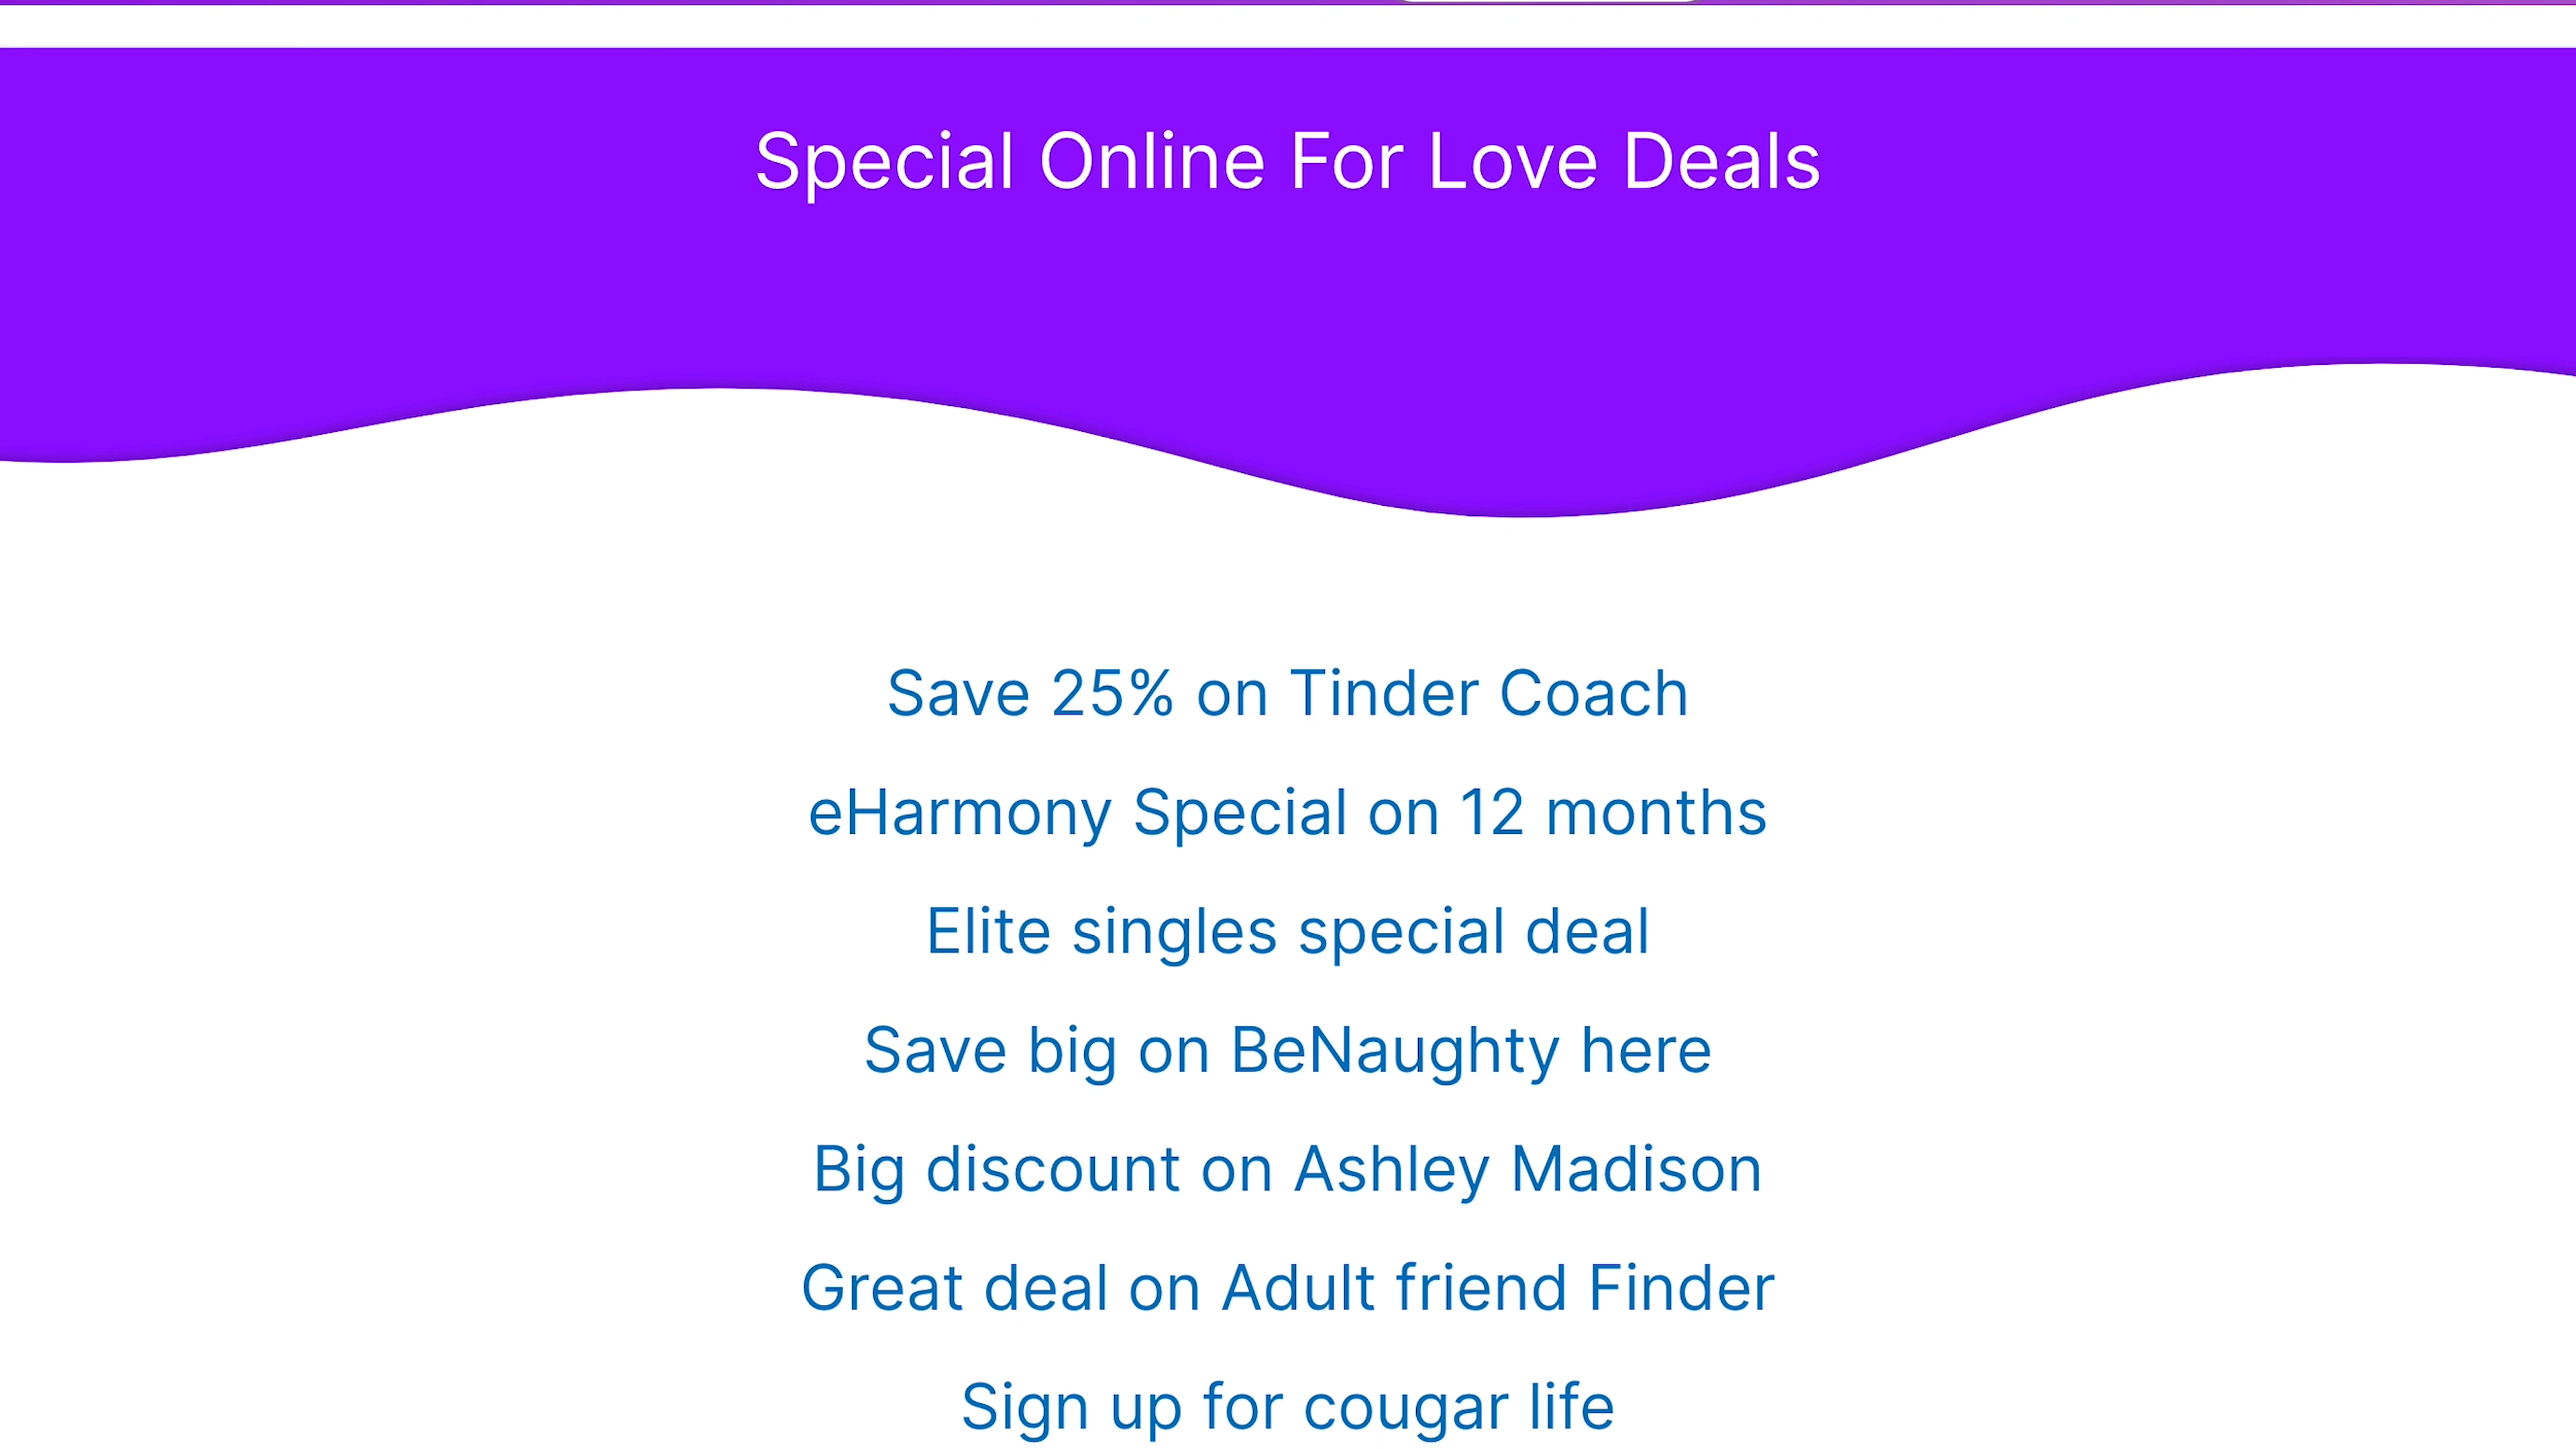 Special Online For Love Deals
Save 25% on Tinder Coach
eHarmony Special on 12 months
Elite singles special deal
Save big on BeNaughty here
Big discount on Ashley Madison
Great deal on Adult friend Finder
Sign up for cougar life